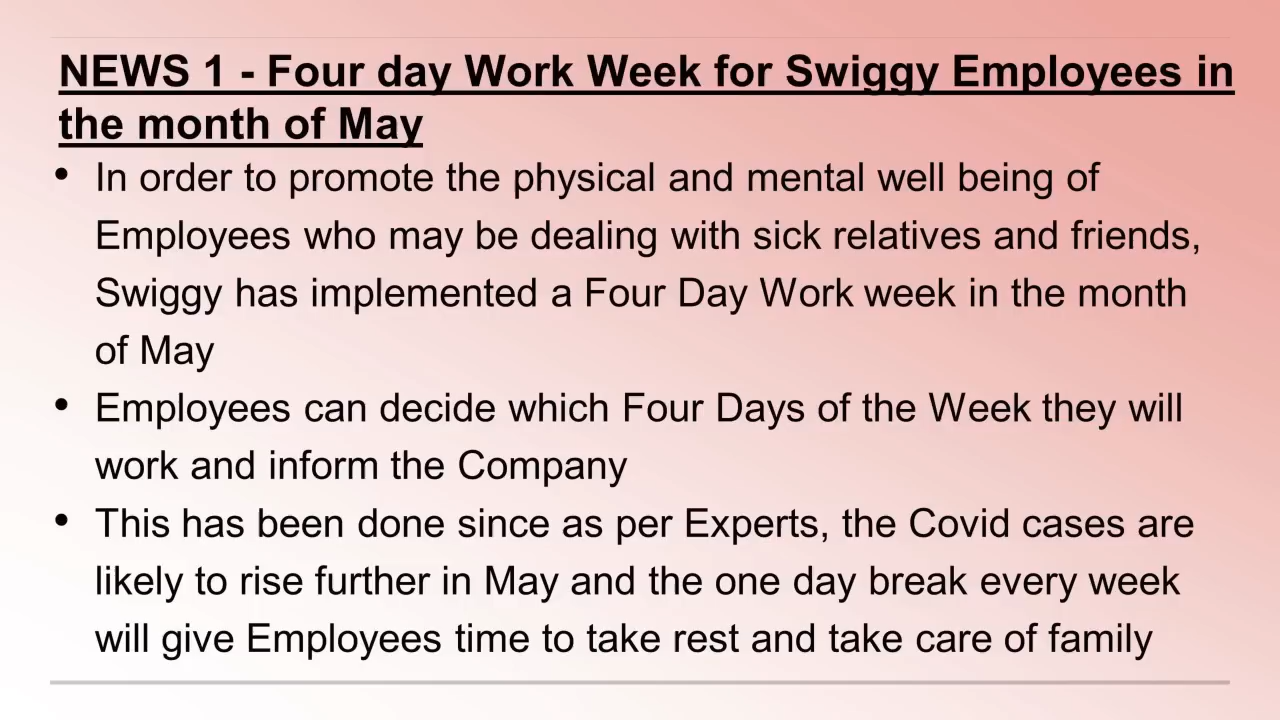 NEWS 1 - Four day Work Week for Swiggy Employees in
the month of May
• In order to promote the physical and mental well being of
Employees who may be dealing with sick relatives and friends,
Swiggy has implemented a Four Day Work week in the month
of May
• Employees can decide which Four Days of the Week they will
work and inform the Company
• This has been done since as per Experts, the Covid cases are
likely to rise further in May and the one day break every week
will give Employees time to take rest and take care of family